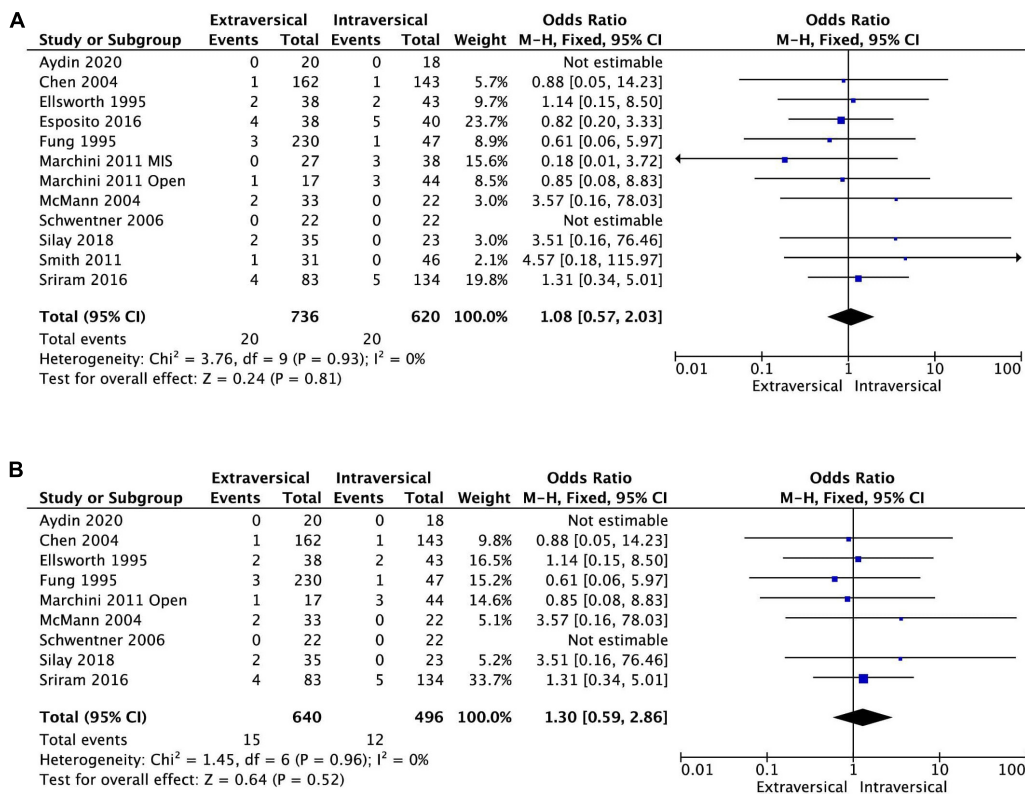 A
Extraversical Intraversical Odds Ratio Odds Ratio
Study or Subgroup Events Total Events Total Weight M-H, Fixed, 95% CI M-H, Fixed, 95% CI
Aydin 2020 0 20 0 18 Not estimable
Chen 2004 1 162 1 143 5.7% 0.88 [0.05, 14.23]
Ellsworth 1995 2 38 2 43 9.7% 1.14 [0.15, 8.50]
Esposito 2016 4 38 5 40 23.7% 0.82 [0.20, 3.33]
Fung 1995 3 230 1 47 8.9% 0.61 [0.06, 5.97]
Marchini 2011 MIS 0 27 3 38 15.6% 0.18 [0.01, 3.72]
Marchini 2011 Open 1 17 3 44 8.5% 0.85 [0.08, 8.83]
McMann 2004 2 33 0 22 3.0% 3.57 [0.16, 78.03]
Schwentner 2006 0 22 0 22 Not estimable
Silay 2018 2 35 0 23 3.0% 3.51 [0.16, 76.46]
Smith 2011 1 31 0 46 2.1% 4.57 [0.18, 115.97]
Sriram 2016 4 83 5 134 19.8% 1.31 [0.34, 5.01]
Total (95% CI) 736 620 100.0% 1.08 [0.57, 2.03]
Total events 20 20
Heterogeneity: Chi² = 3.76, df = 9 (P = 0.93); I² = 0%
Test for overall effect: Z = 0.24 (P = 0.81)
0.01 0.1 1 10 100
Extraversical Intraversical
B
Extraversical Intraversical Odds Ratio Odds Ratio
Study or Subgroup Events Total Events Total Weight M-H, Fixed, 95% CI M-H, Fixed, 95% CI
Aydin 2020 0 20 0 18 Not estimable
Chen 2004 1 162 1 143 9.8% 0.88 [0.05, 14.23]
Ellsworth 1995 2 38 2 43 16.5% 1.14 [0.15, 8.50]
Fung 1995 3 230 1 47 15.2% 0.61 [0.06, 5.97]
Marchini 2011 Open 1 17 3 44 14.6% 0.85 [0.08, 8.83]
McMann 2004 2 33 0 22 5.1% 3.57 [0.16, 78.03]
Schwentner 2006 0 22 0 22 Not estimable
Silay 2018 2 35 0 23 5.2% 3.51 [0.16, 76.46]
Sriram 2016 4 83 5 134 33.7% 1.31 [0.34, 5.01]
Total (95% CI) 640 496 100.0% 1.30 [0.59, 2.86]
Total events 15 12
Heterogeneity: Chi² = 1.45, df = 6 (P = 0.96); I² = 0%
Test for overall effect: Z = 0.64 (P = 0.52)
0.01 0.1 1 10 100
Extraversical Intraversical